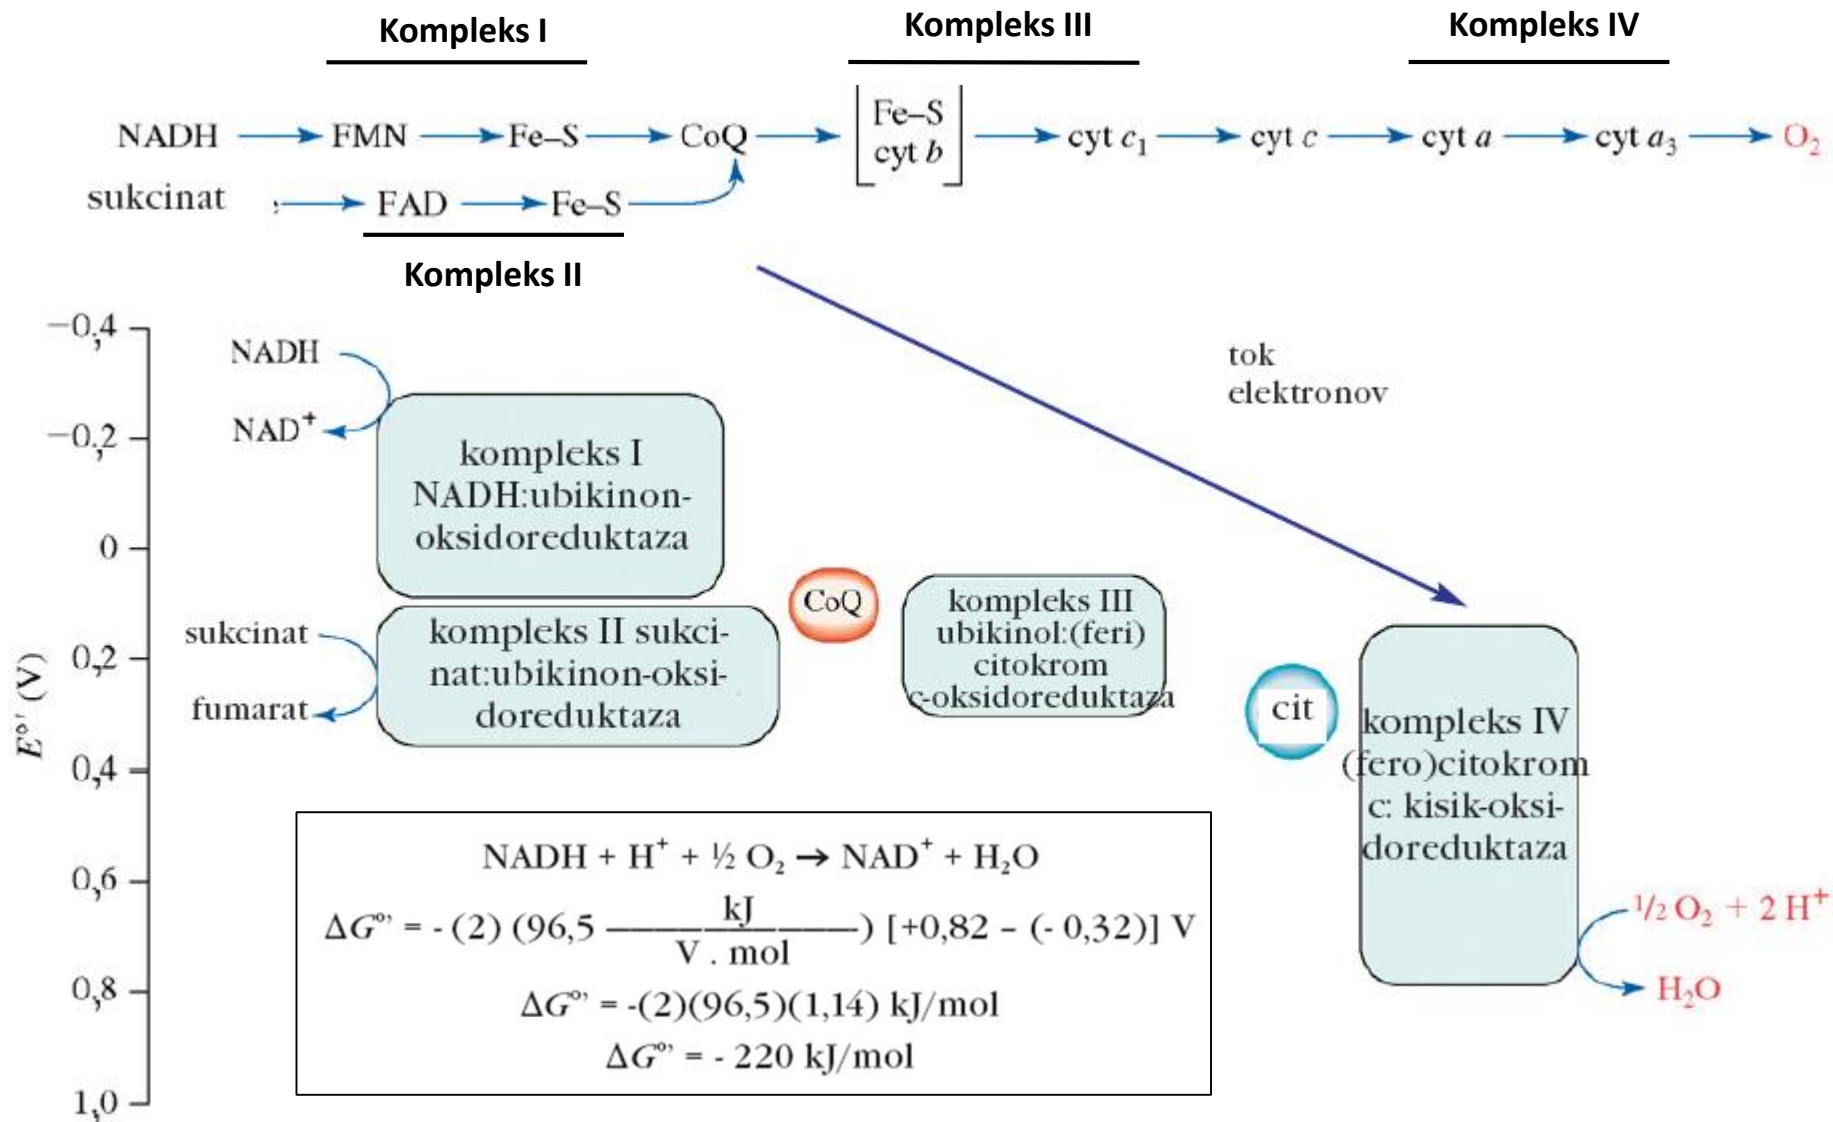 Kompleks I
Kompleks III
Kompleks IV
NADH FMN Fe–S CoQ Fe–S cyt b cyt c₁ cyt c cyt a cyt a₃ O₂
sukcinat FAD Fe–S
Kompleks II
−0,4
−0,2
0
0,2
0,4
0,6
0,8
1,0
E°′ (V)
NADH
NAD⁺
kompleks I
NADH:ubikinon-
oksidoreduktaza
sukcinat
fumarat
kompleks II sukci-
nat:ubikinon-oksi-
doreduktaza
CoQ
kompleks III
ubikinol:(feri)
citokrom
c-oksidoreduktaza
tok
elektronov
cit
kompleks IV
(fero)citokrom
c: kisik-oksi-
doreduktaza
½ O₂ + 2 H⁺
H₂O
NADH + H⁺ + ½ O₂ → NAD⁺ + H₂O
ΔG°’ = - (2) (96,5 kJ / V . mol) [+0,82 – (- 0,32)] V
ΔG°’ = -(2)(96,5)(1,14) kJ/mol
ΔG°’ = - 220 kJ/mol